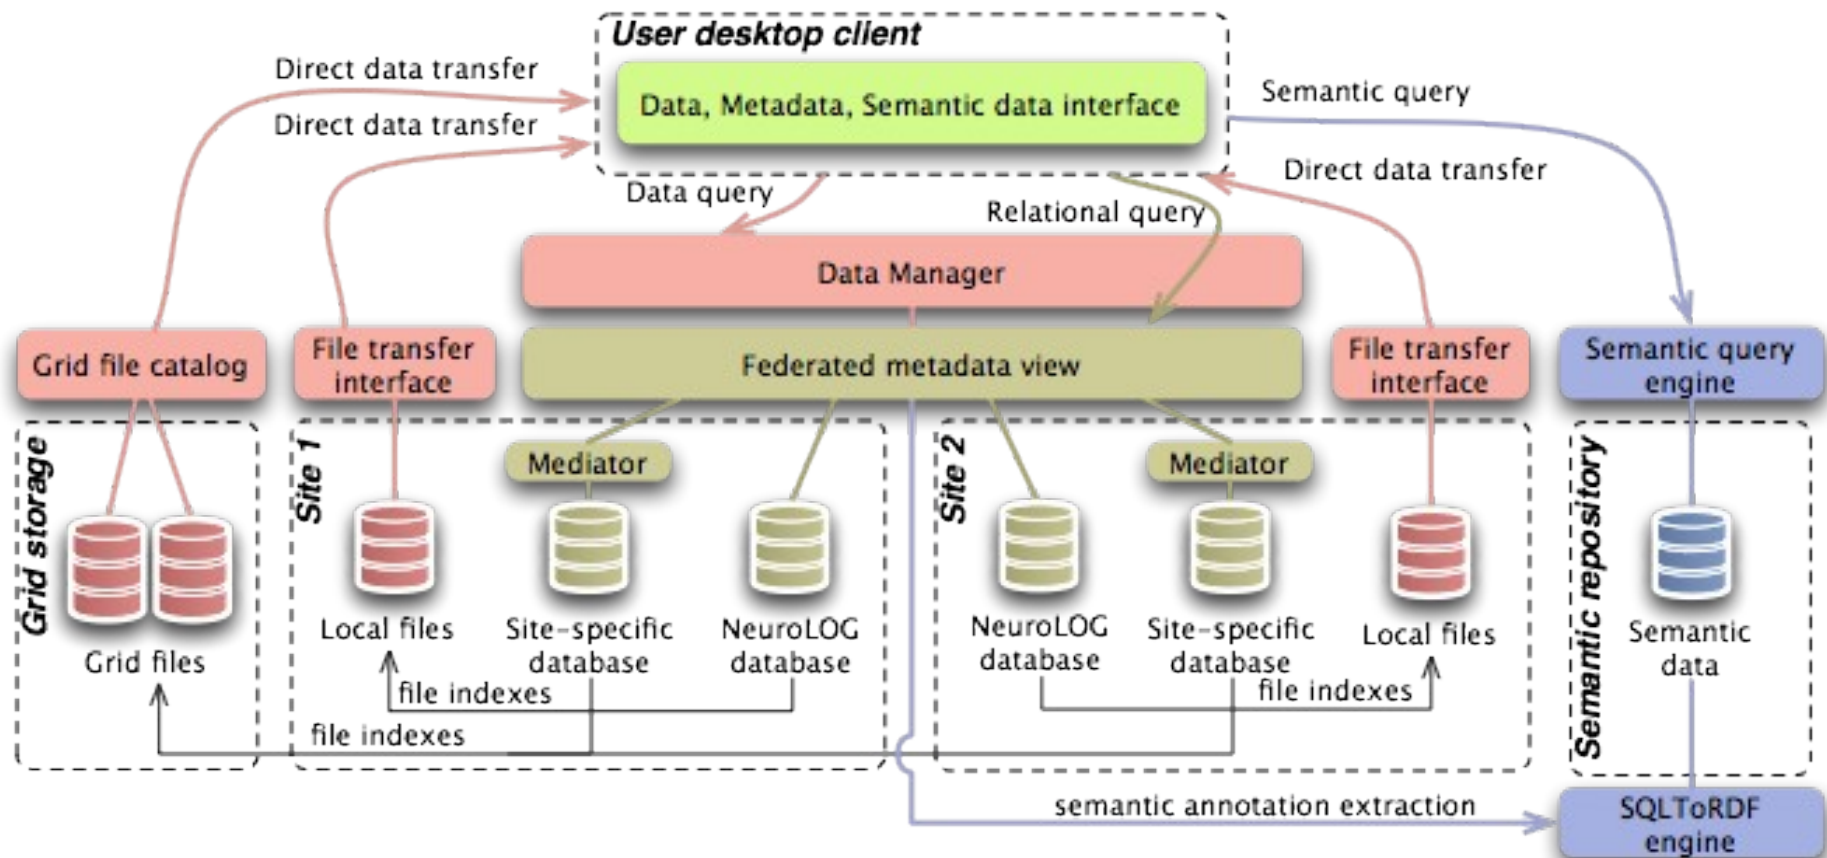 User desktop client
Data, Metadata, Semantic data interface
Direct data transfer
Direct data transfer
Semantic query
Direct data transfer
Data query
Relational query
Data Manager
Grid file catalog
File transfer
interface
Federated metadata view
File transfer
interface
Semantic query
engine
Grid storage
Grid files
Site 1
Mediator
Local files
Site-specific
database
NeuroLOG
database
file indexes
file indexes
Site 2
Mediator
NeuroLOG
database
Site-specific
database
Local files
file indexes
Semantic repository
Semantic
data
semantic annotation extraction
SQLToRDF
engine